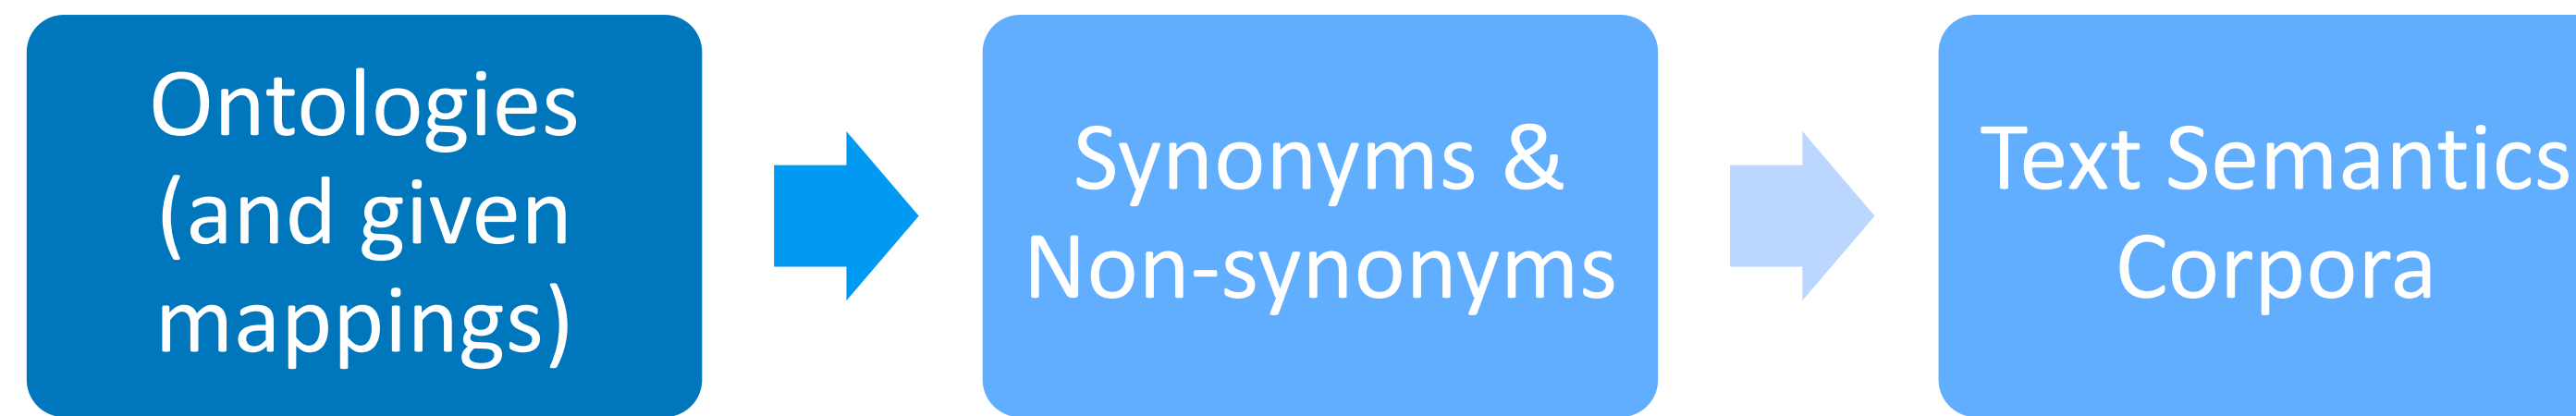 Ontologies
(and given
mappings)
Synonyms &
Non-synonyms
Text Semantics
Corpora